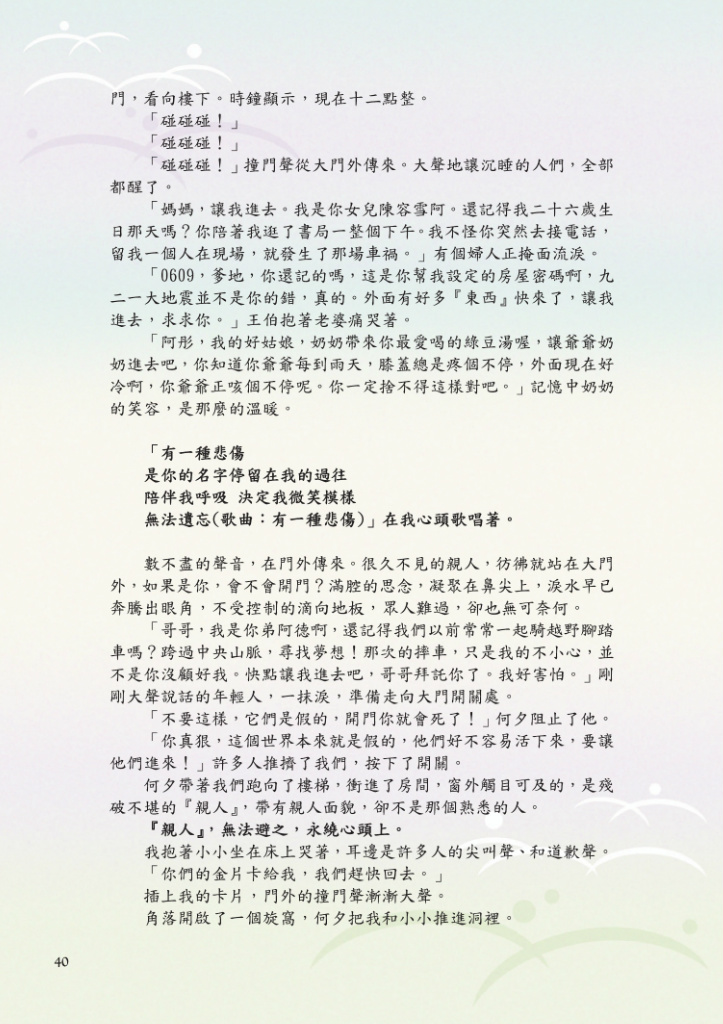 門，看向樓下。時鐘顯示，現在十二點整。
「碰碰碰！」
「碰碰碰！」
「碰碰碰！」撞門聲從大門外傳來。大聲地讓沉睡的人們，全部
都醒了。
「媽媽，讓我進去。我是你女兒陳容雪阿。還記得我二十六歲生
日那天嗎？你陪著我逛了書局一整個下午。我不怪你突然去接電話，
留我一個人在現場，就發生了那場車禍。」有個婦人正掩面流淚。
「0609，爹地，你還記的嗎，這是你幫我設定的房屋密碼啊，九
二一大地震並不是你的錯，真的。外面有好多『東西』快來了，讓我
進去，求求你。」王伯抱著老婆痛哭著。
「阿彤，我的好姑娘，奶奶帶來你最愛喝的綠豆湯喔，讓爺爺奶
奶進去吧，你知道你爺爺每到雨天，膝蓋總是疼個不停，外面現在好
冷啊，你爺爺正咳個不停呢。你一定捨不得這樣對吧。」記憶中奶奶
的笑容，是那麼的溫暖。
「有一種悲傷
是你的名字停留在我的過往
陪伴我呼吸 決定我微笑模樣
無法遺忘(歌曲：有一種悲傷)」在我心頭歌唱著。
數不盡的聲音，在門外傳來。很久不見的親人，彷彿就站在大門
外，如果是你，會不會開門？滿腔的思念，凝聚在鼻尖上，淚水早已
奔騰出眼角，不受控制的滴向地板，眾人難過，卻也無可奈何。
「哥哥，我是你弟阿德啊，還記得我們以前常常一起騎越野腳踏
車嗎？跨過中央山脈，尋找夢想！那次的摔車，只是我的不小心，並
不是你沒顧好我。快點讓我進去吧，哥哥拜託你了。我好害怕。」剛
剛大聲說話的年輕人，一抹淚，準備走向大門開關處。
「不要這樣，它們是假的，開門你就會死了！」何夕阻止了他。
「你真狠，這個世界本來就是假的，他們好不容易活下來，要讓
他們進來！」許多人推擠了我們，按下了開關。
何夕帶著我們跑向了樓梯，衝進了房間，窗外觸目可及的，是殘
破不堪的『親人』，帶有親人面貌，卻不是那個熟悉的人。
『親人』，無法避之，永繞心頭上。
我抱著小小坐在床上哭著，耳邊是許多人的尖叫聲、和道歉聲。
「你們的金片卡給我，我們趕快回去。」
插上我的卡片，門外的撞門聲漸漸大聲。
角落開啟了一個旋窩，何夕把我和小小推進洞裡。
40